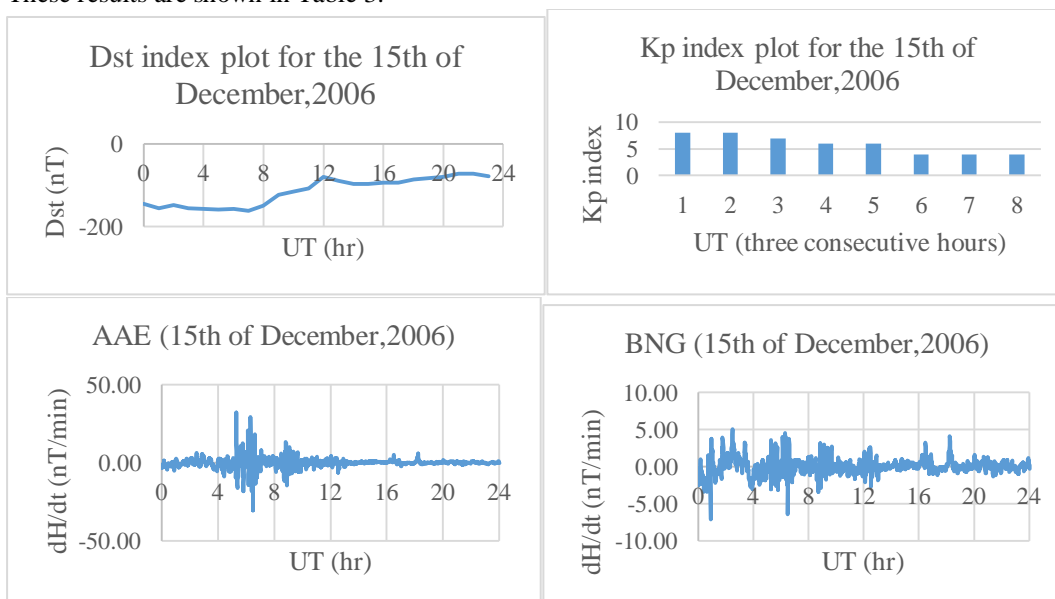 These results are shown in Table 3.
Dst index plot for the 15th of
December,2006
0
0 4 8 12 16 20 24
-200
Dst (nT)
UT (hr)
Kp index plot for the 15th of
December,2006
10
5
0
Kp index
1 2 3 4 5 6 7 8
UT (three consecutive hours)
AAE (15th of December,2006)
50.00
0.00
-50.00
dH/dt (nT/min)
0 4 8 12 16 20 24
UT (hr)
BNG (15th of December,2006)
10.00
5.00
0.00
-5.00
-10.00
dH/dt (nT/min)
0 4 8 12 16 20 24
UT (hr)